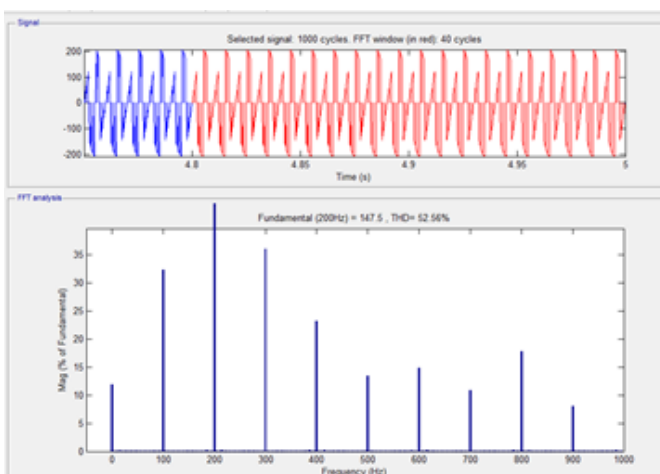 Signal
Selected signal: 1000 cycles. FFT window (in red): 40 cycles
200
100
0
-100
-200
4.8 4.85 4.9 4.95 5
Time (s)
FFT analysis
Fundamental (200Hz) = 147.5 , THD= 52.56%
35
30
25
20
15
10
5
0
Mag (% of Fundamental)
0 100 200 300 400 500 600 700 800 900 1000
Frequency (Hz)